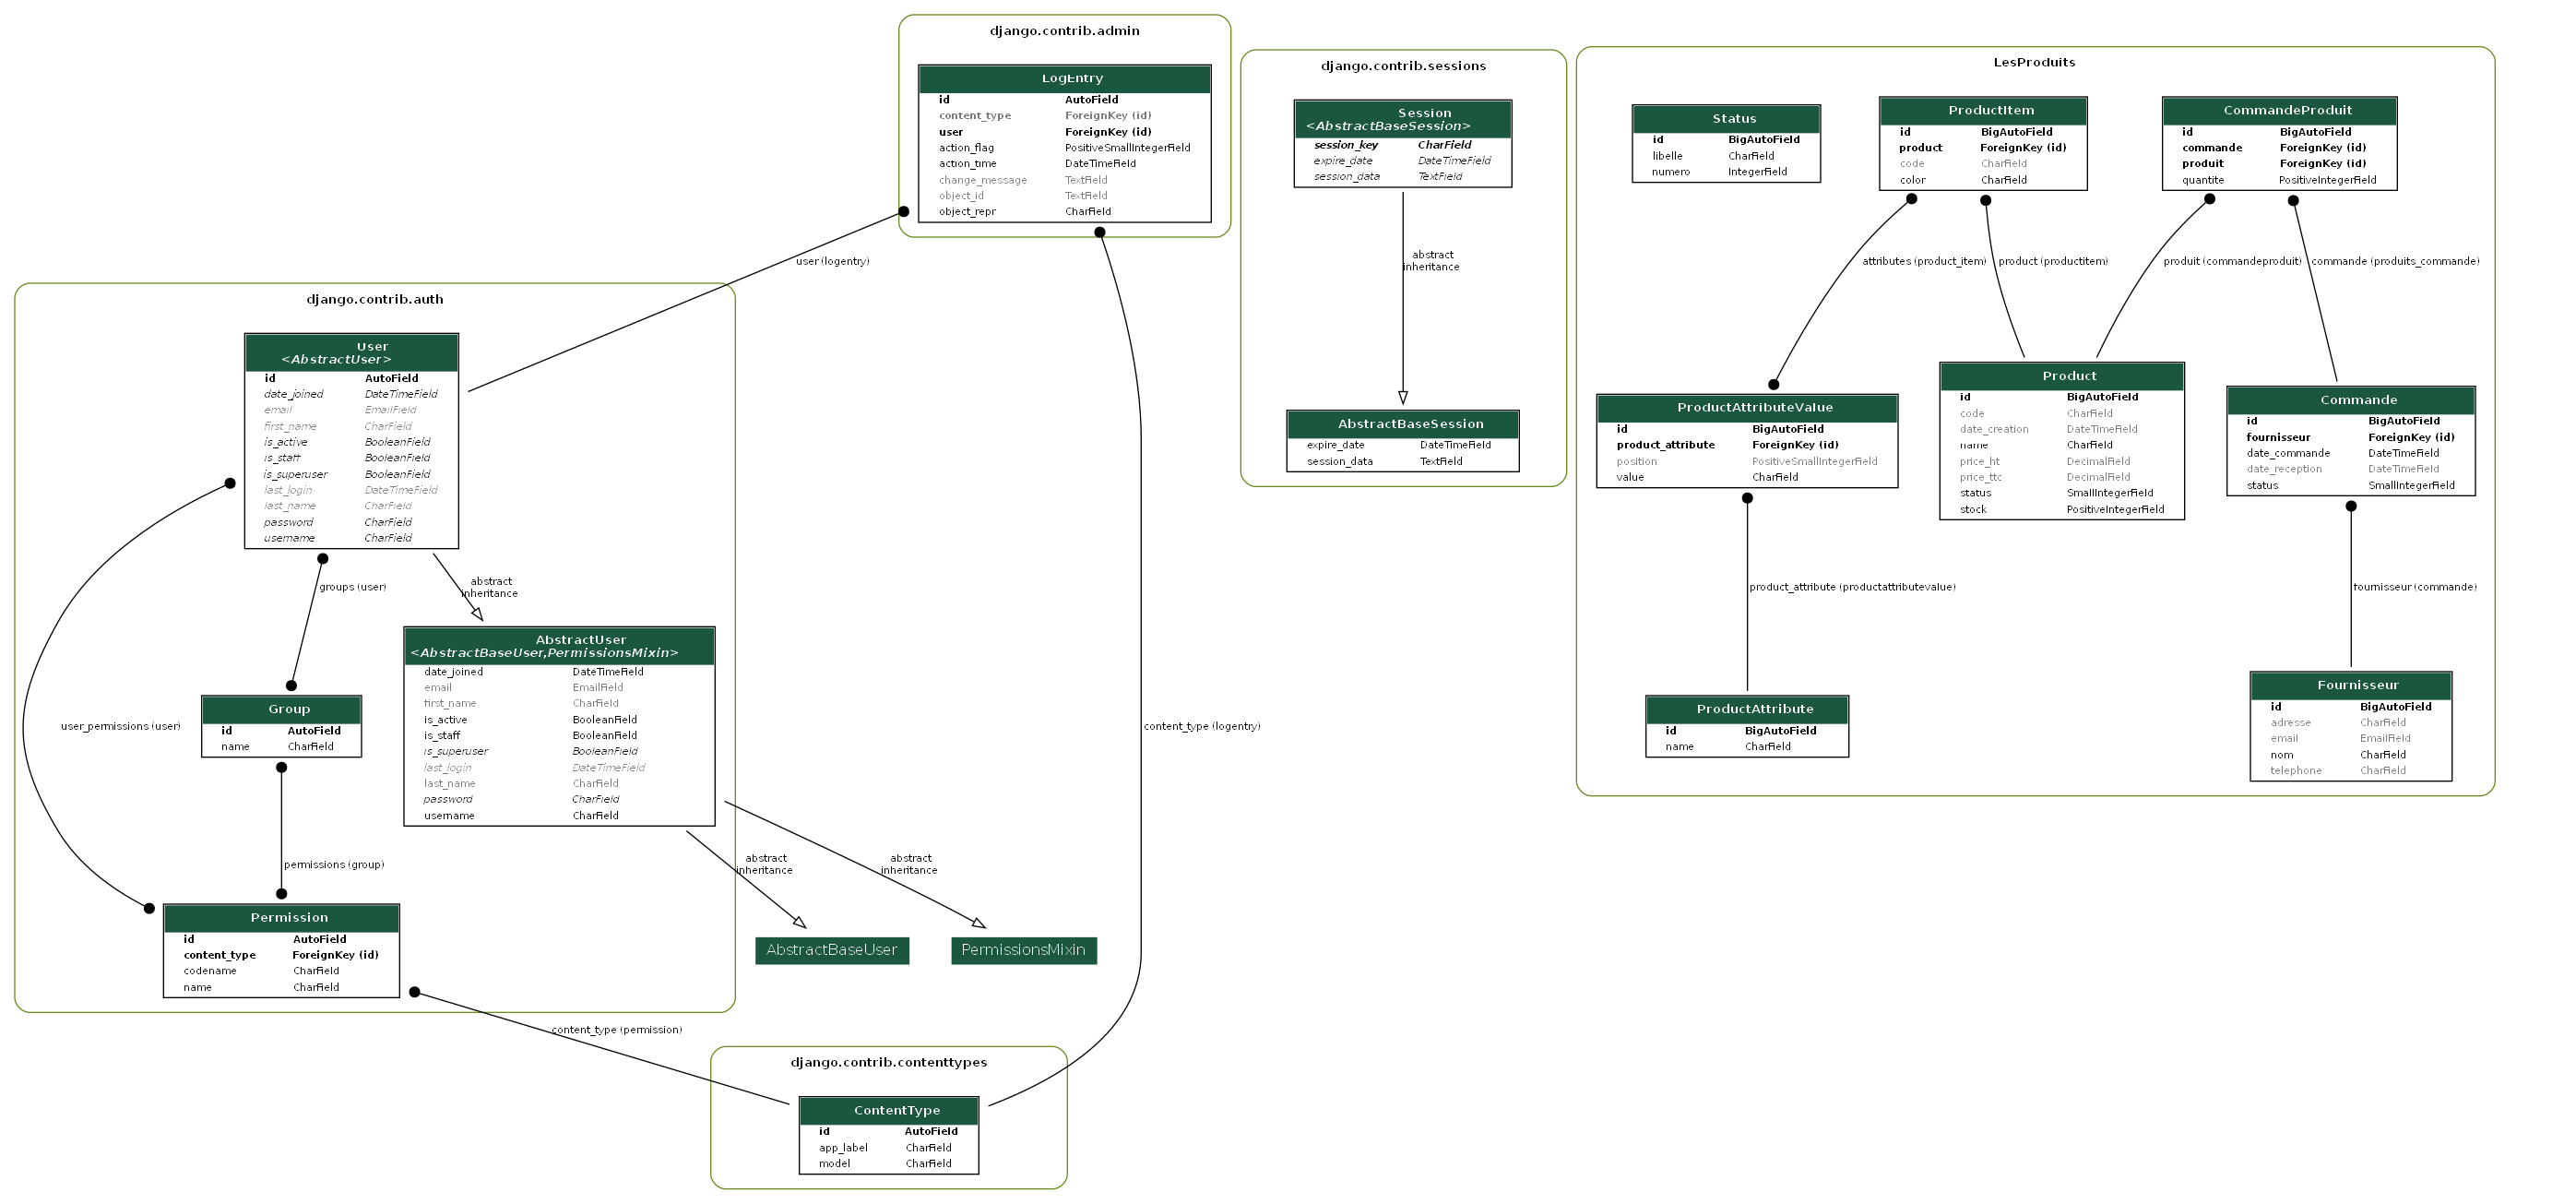 django.contrib.admin
LogEntry
id AutoField
content_type ForeignKey (id)
user ForeignKey (id)
action_flag PositiveSmallIntegerField
action_time DateTimeField
change_message TextField
object_id TextField
object_repr CharField
django.contrib.sessions
Session
<AbstractBaseSession>
session_key CharField
expire_date DateTimeField
session_data TextField
abstract
inheritance
AbstractBaseSession
expire_date DateTimeField
session_data TextField
LesProduits
Status
id BigAutoField
libelle CharField
numero IntegerField
ProductItem
id BigAutoField
product ForeignKey (id)
code CharField
color CharField
CommandeProduit
id BigAutoField
commande ForeignKey (id)
produit ForeignKey (id)
quantite PositiveIntegerField
attributes (product_item)
product (productitem)
produit (commandeproduit)
commande (produits_commande)
ProductAttributeValue
id BigAutoField
product_attribute ForeignKey (id)
position PositiveSmallIntegerField
value CharField
Product
id BigAutoField
code CharField
date_creation DateTimeField
name CharField
price_ht DecimalField
price_ttc DecimalField
status SmallIntegerField
stock PositiveIntegerField
Commande
id BigAutoField
fournisseur ForeignKey (id)
date_commande DateTimeField
date_reception DateTimeField
status SmallIntegerField
product_attribute (productattributevalue)
fournisseur (commande)
ProductAttribute
id BigAutoField
name CharField
Fournisseur
id BigAutoField
adresse CharField
email EmailField
nom CharField
telephone CharField
user (logentry)
content_type (logentry)
django.contrib.auth
User
<AbstractUser>
id AutoField
date_joined DateTimeField
email EmailField
first_name CharField
is_active BooleanField
is_staff BooleanField
is_superuser BooleanField
last_login DateTimeField
last_name CharField
password CharField
username CharField
groups (user)
abstract
inheritance
user_permissions (user)
AbstractUser
<AbstractBaseUser,PermissionsMixin>
date_joined DateTimeField
email EmailField
first_name CharField
is_active BooleanField
is_staff BooleanField
is_superuser BooleanField
last_login DateTimeField
last_name CharField
password CharField
username CharField
Group
id AutoField
name CharField
permissions (group)
abstract
inheritance
abstract
inheritance
AbstractBaseUser
PermissionsMixin
Permission
id AutoField
content_type ForeignKey (id)
codename CharField
name CharField
content_type (permission)
django.contrib.contenttypes
ContentType
id AutoField
app_label CharField
model CharField